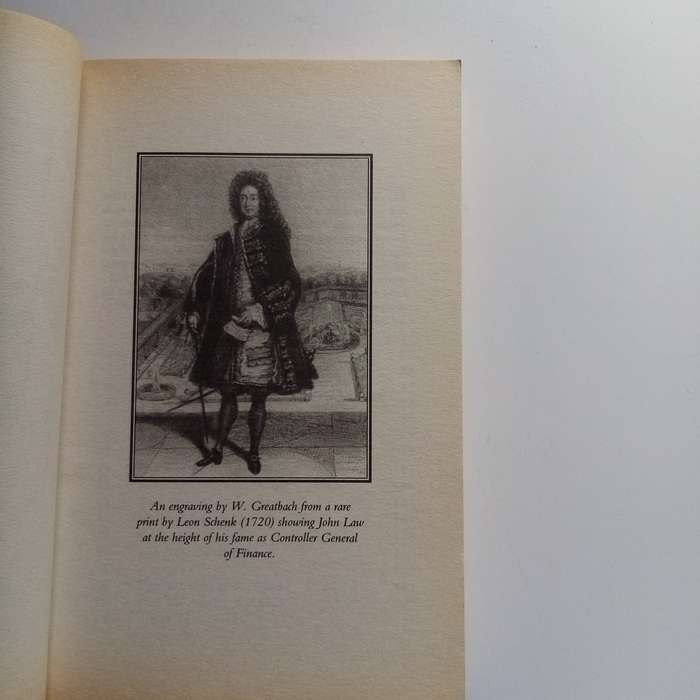 An engraving by W. Greatbach from a rare
print by Leon Schenk (1720) showing John Law
at the height of his fame as Controller General
of Finance.